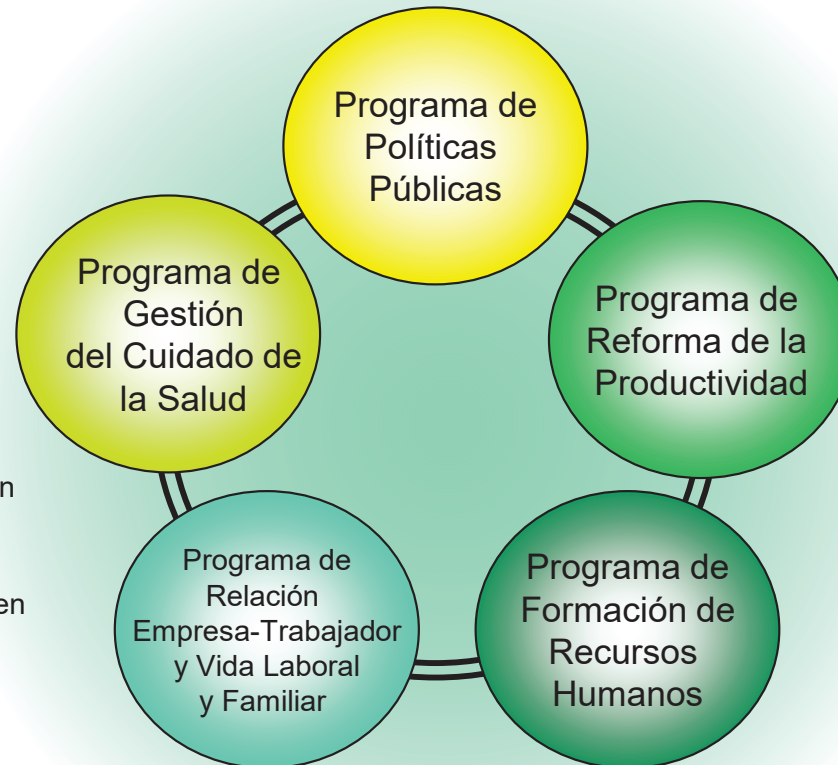 Programa de
Políticas
Públicas
Programa de
Gestión
del Cuidado de
la Salud
Programa de
Reforma de la
Productividad
n
en
Programa de
Relación
Empresa-Trabajador
y Vida Laboral
y Familiar
Programa de
Formación de
Recursos
Humanos